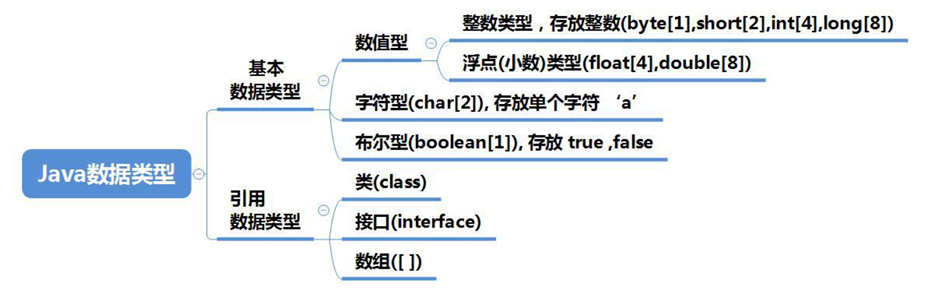 Java数据类型
基本
数据类型
数值型
整数类型，存放整数(byte[1],short[2],int[4],long[8])
浮点(小数)类型(float[4],double[8])
字符型(char[2]), 存放单个字符 ‘a’
布尔型(boolean[1]), 存放 true ,false
引用
数据类型
类(class)
接口(interface)
数组([ ])